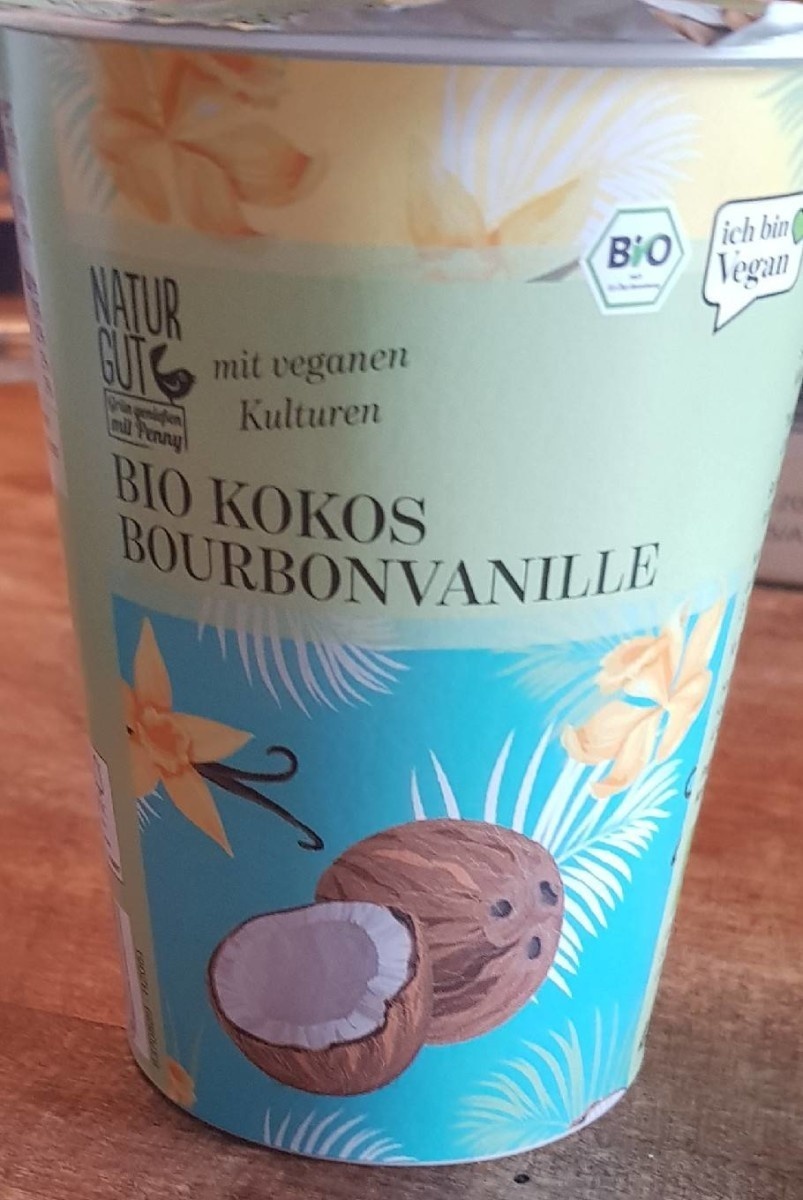 BiO
ich bin
Vegan
NATUR
GUT
Grün genießen
mit Penny
mit veganen
Kulturen
BIO KOKOS
BOURBONVANILLE